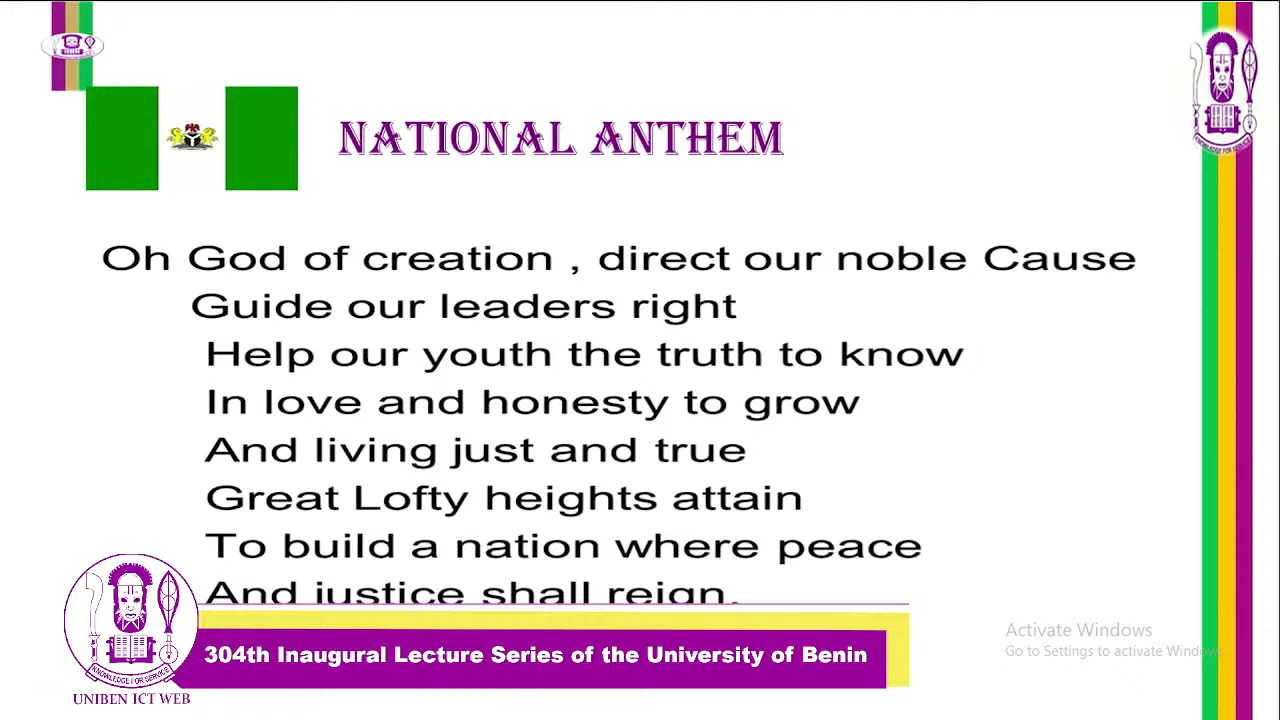 NATIONAL ANTHEM
Oh God of creation , direct our noble Cause
Guide our leaders right
Help our youth the truth to know
In love and honesty to grow
And living just and true
Great Lofty heights attain
To build a nation where peace
And justice shall reign.
304th Inaugural Lecture Series of the University of Benin
KNOWLEDGE FOR SERVICE
UNIBEN ICT WEB
KNOWLEDGE FOR SERVICE
Activate Windows
Go to Settings to activate Windows.